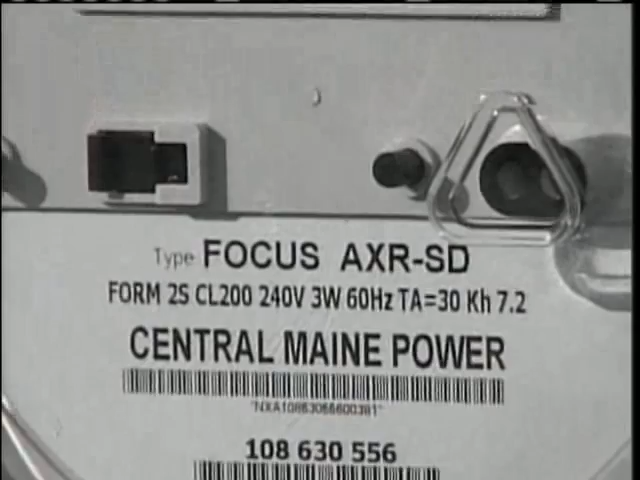 Type FOCUS AXR-SD
FORM 2S CL200 240V 3W 60Hz TA=30 Kh 7.2
CENTRAL MAINE POWER
108 630 556